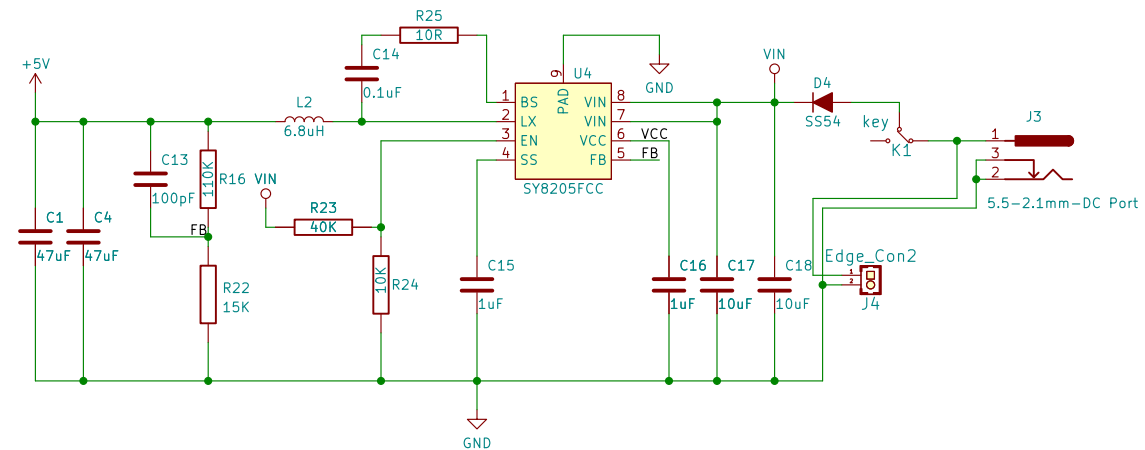 R25
10R
C14
0.1uF
+5V
L2
6.8uH
9
U4
PAD
1
BS
2
LX
3
EN
4
SS
8
VIN
7
VIN
6
VCC
5
FB
SY8205FCC
GND
VCC
FB
VIN
D4
SS54
key
K1
J3
1
3
2
5.5-2.1mm-DC Port
C13
100pF
110K
R16
VIN
FB
R23
40K
C1
47uF
C4
47uF
R22
15K
10K
R24
C15
1uF
C16
1uF
C17
10uF
C18
10uF
Edge_Con2
1
2
J4
GND